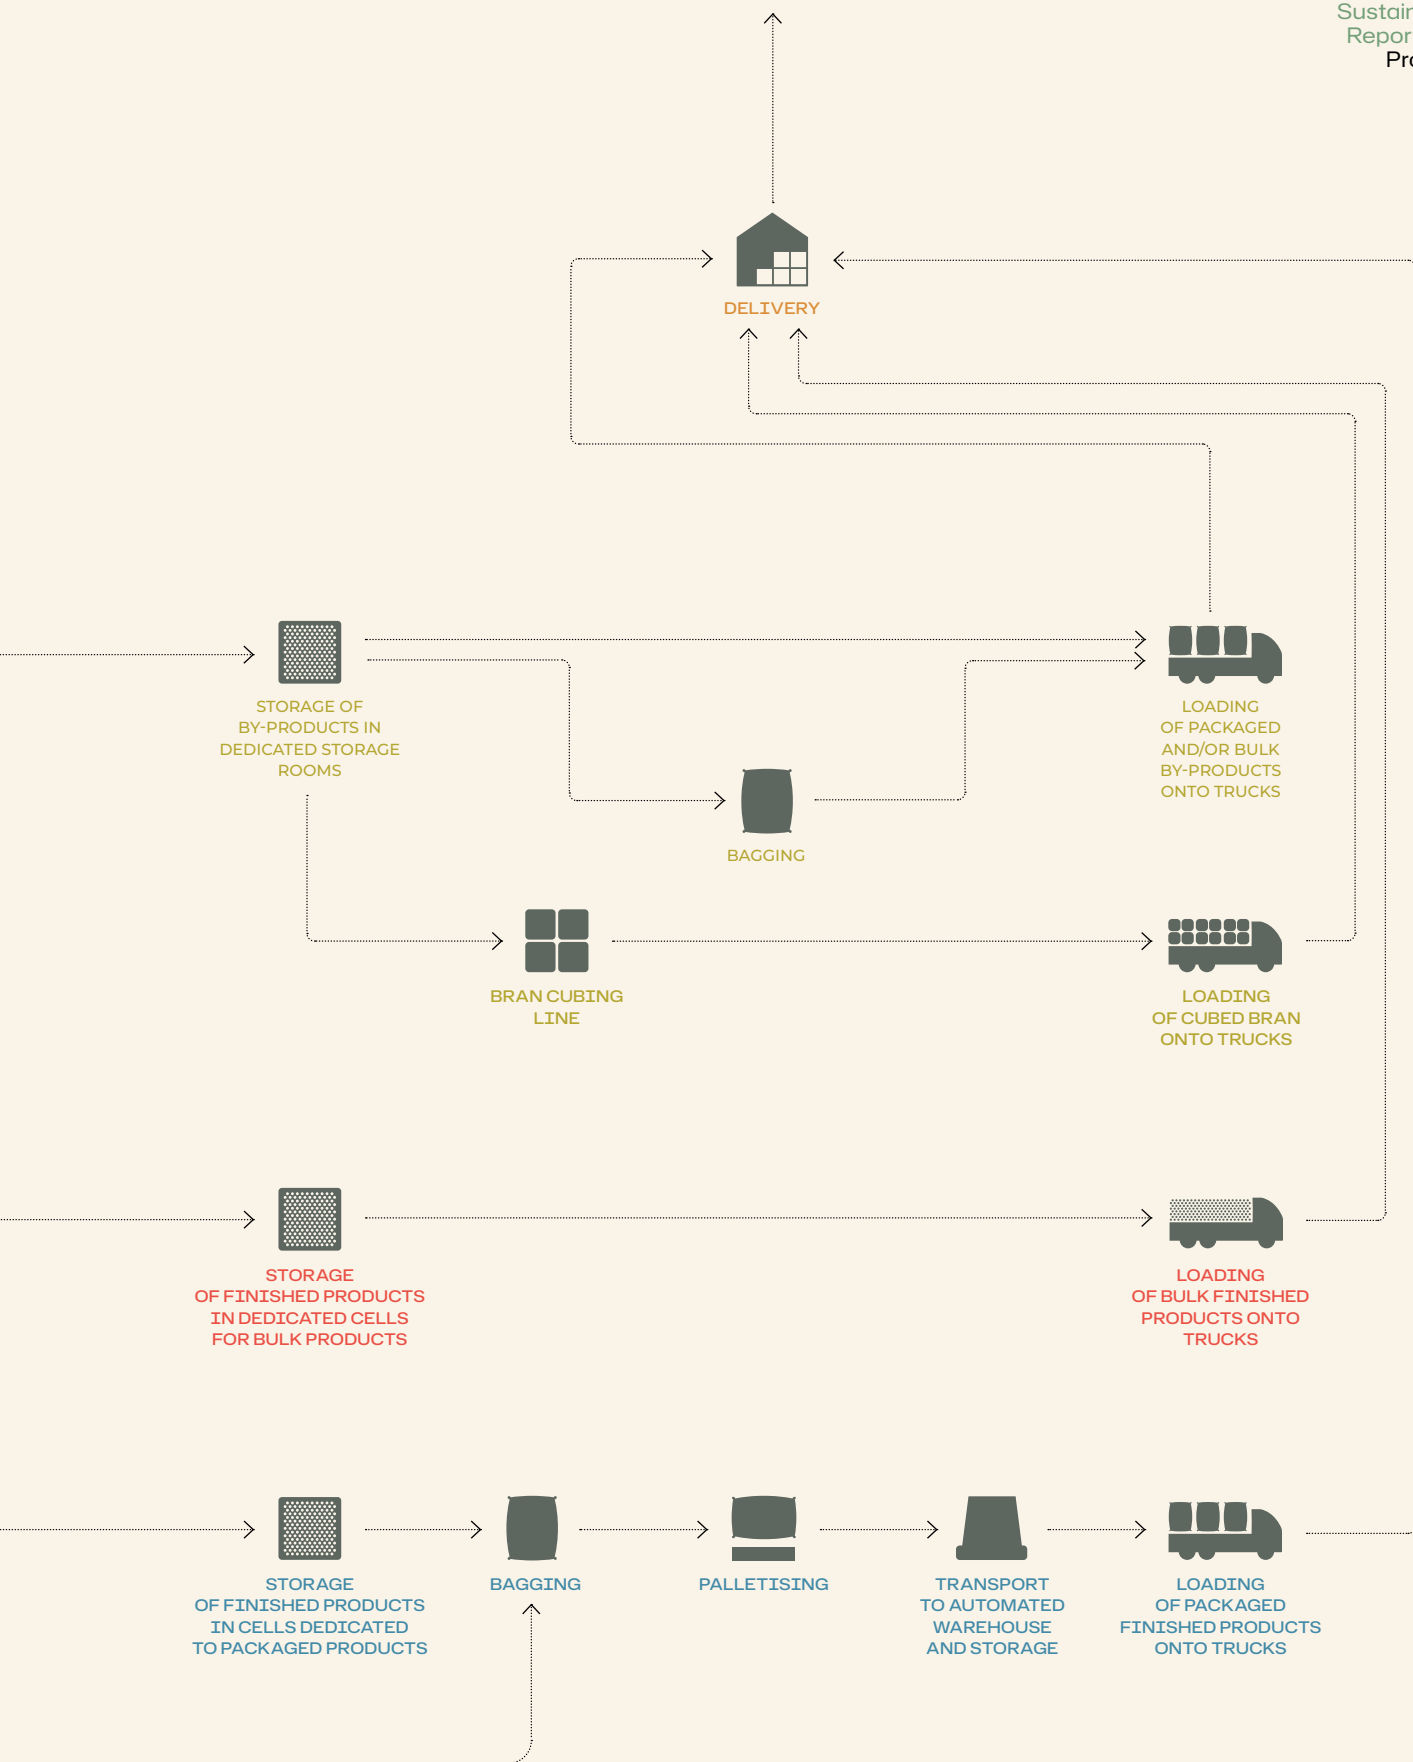 DELIVERY
STORAGE OF
BY-PRODUCTS IN
DEDICATED STORAGE
ROOMS
LOADING
OF PACKAGED
AND/OR BULK
BY-PRODUCTS
ONTO TRUCKS
BAGGING
BRAN CUBING
LINE
LOADING
OF CUBED BRAN
ONTO TRUCKS
STORAGE
OF FINISHED PRODUCTS
IN DEDICATED CELLS
FOR BULK PRODUCTS
LOADING
OF BULK FINISHED
PRODUCTS ONTO
TRUCKS
STORAGE
OF FINISHED PRODUCTS
IN CELLS DEDICATED
TO PACKAGED PRODUCTS
BAGGING
PALLETISING
TRANSPORT
TO AUTOMATED
WAREHOUSE
AND STORAGE
LOADING
OF PACKAGED
FINISHED PRODUCTS
ONTO TRUCKS